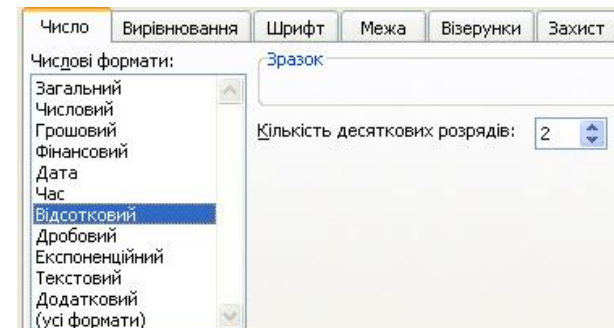 Число Вирівнювання Шрифт Межа Візерунки Захист
Числові формати:
Зразок
Загальний
Числовий
Грошовий
Фінансовий
Дата
Час
Відсотковий
Дробовий
Експоненційний
Текстовий
Додатковий
(усі формати)
Кількість десяткових розрядів: 2